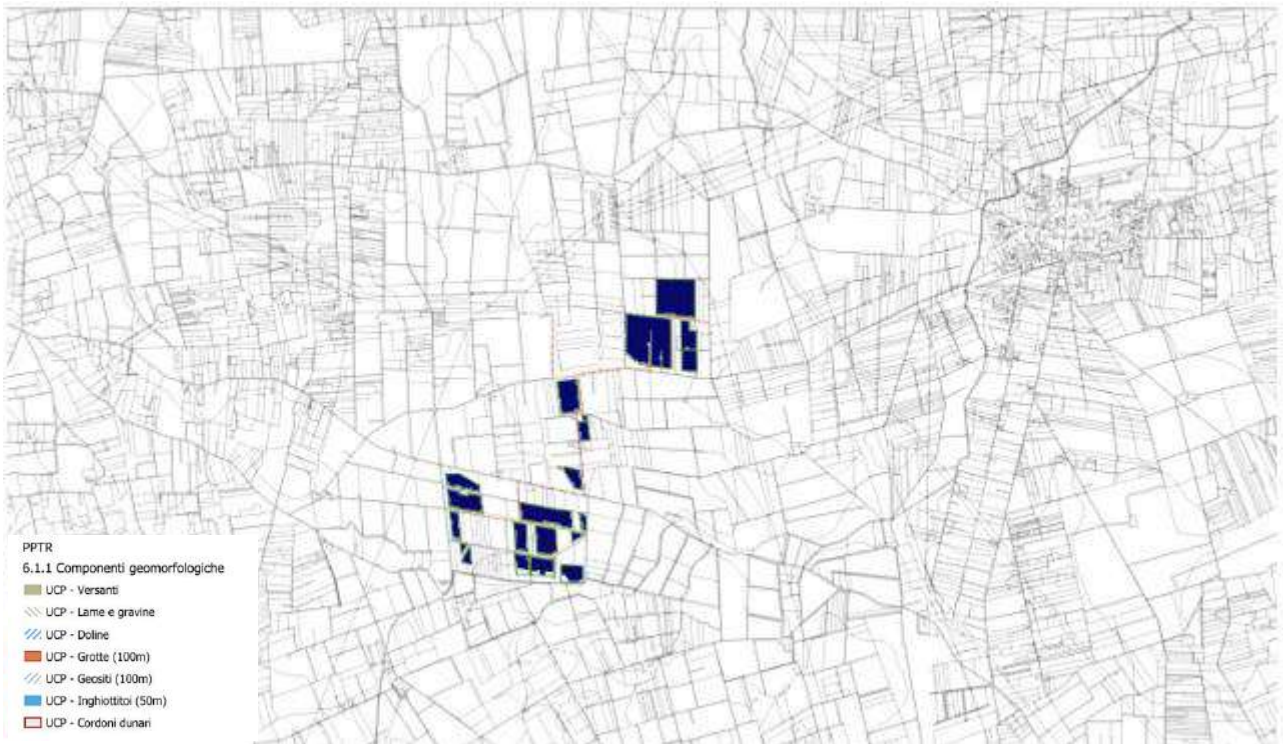 PPTR
6.1.1 Componenti geomorfologiche
UCP - Versanti
UCP - Lame e gravine
UCP - Doline
UCP - Grotte (100m)
UCP - Geositi (100m)
UCP - Inghiottitoi (50m)
UCP - Cordoni dunari